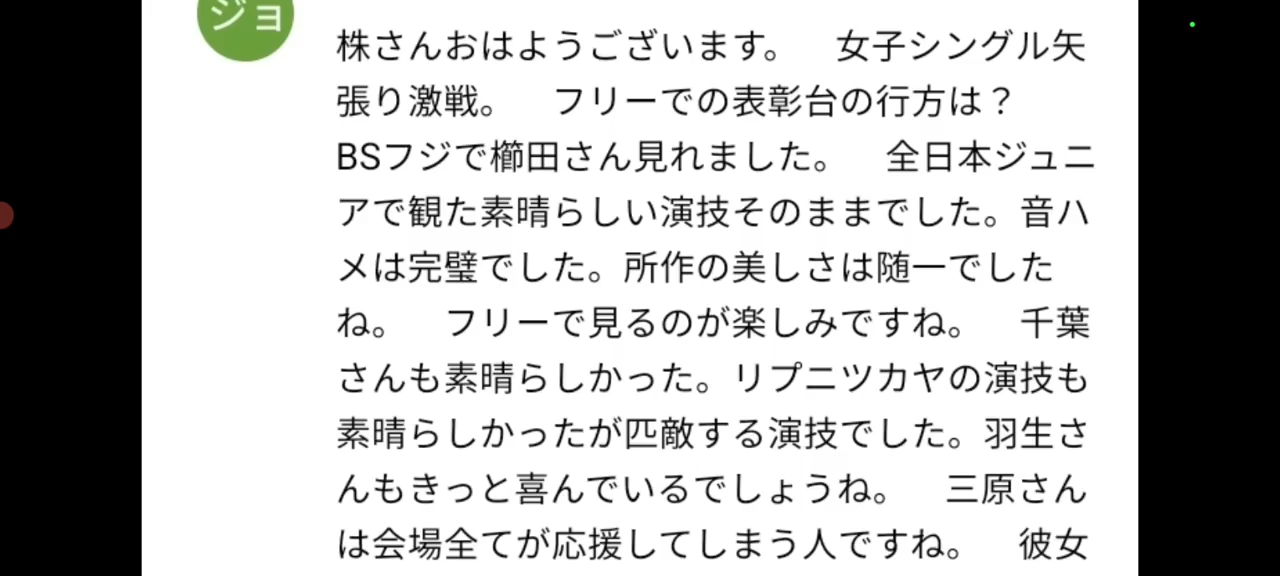 ジョ
株さんおはようございます。　女子シングル矢
張り激戦。　フリーでの表彰台の行方は？
BSフジで櫛田さん見れました。　全日本ジュニ
アで観た素晴らしい演技そのままでした。音ハ
メは完璧でした。所作の美しさは随一でした
ね。　フリーで見るのが楽しみですね。　千葉
さんも素晴らしかった。リプニツカヤの演技も
素晴らしかったが匹敵する演技でした。羽生さ
んもきっと喜んでいるでしょうね。　三原さん
は会場全てが応援してしまう人ですね。　彼女